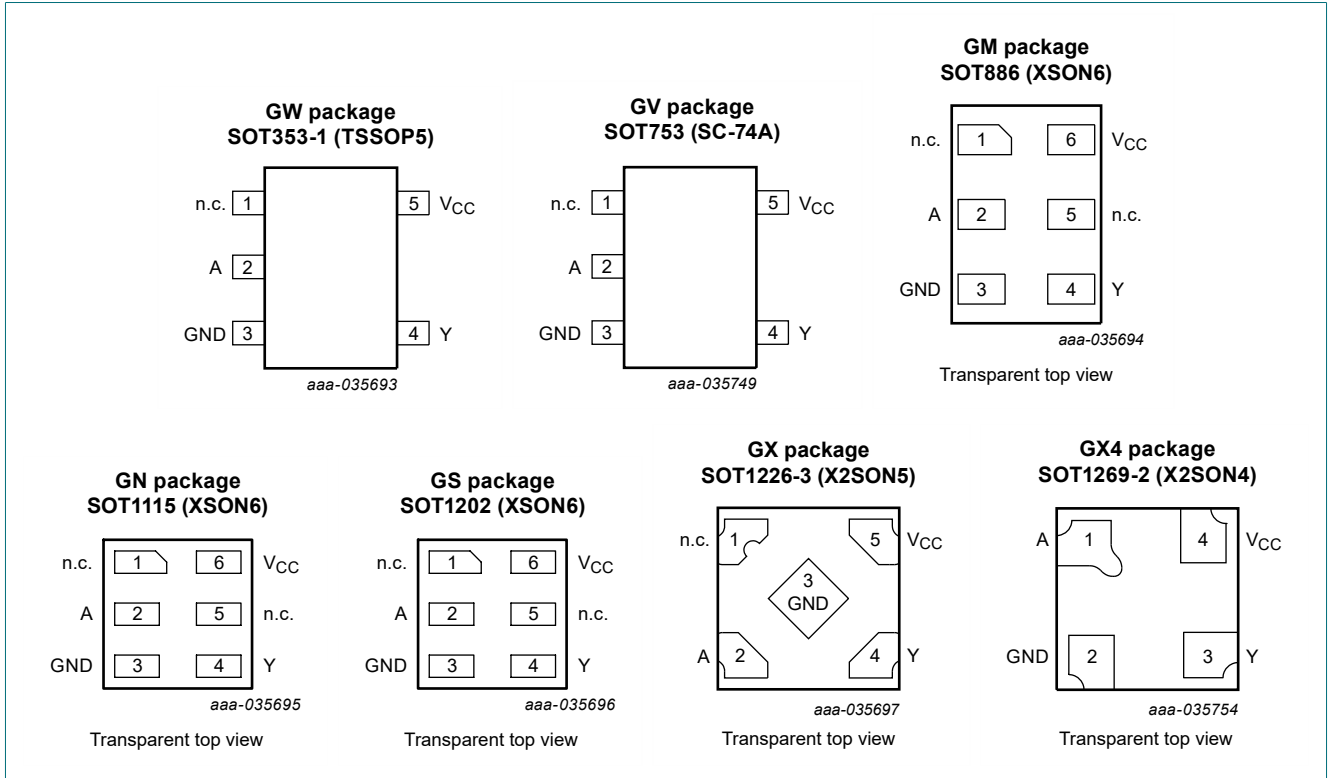 GW package
SOT353-1 (TSSOP5)
n.c. 1
5 VCC
A 2
GND 3
4 Y
aaa-035693
GV package
SOT753 (SC-74A)
n.c. 1
5 VCC
A 2
GND 3
4 Y
aaa-035749
GM package
SOT886 (XSON6)
n.c. 1
6 VCC
A 2
5 n.c.
GND 3
4 Y
aaa-035694
Transparent top view
GN package
SOT1115 (XSON6)
n.c. 1
6 VCC
A 2
5 n.c.
GND 3
4 Y
aaa-035695
Transparent top view
GS package
SOT1202 (XSON6)
n.c. 1
6 VCC
A 2
5 n.c.
GND 3
4 Y
aaa-035696
Transparent top view
GX package
SOT1226-3 (X2SON5)
n.c. 1
5 VCC
3
GND
A 2
4 Y
aaa-035697
Transparent top view
GX4 package
SOT1269-2 (X2SON4)
A 1
4 VCC
GND 2
3 Y
aaa-035754
Transparent top view